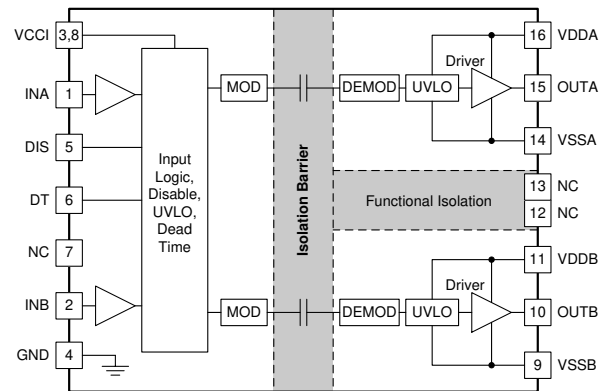 VCCI 3,8
INA 1
DIS 5
DT 6
NC 7
INB 2
GND 4
Input
Logic,
Disable,
UVLO,
Dead
Time
MOD
MOD
Isolation Barrier
DEMOD UVLO
Driver
Functional Isolation
DEMOD UVLO
Driver
16 VDDA
15 OUTA
14 VSSA
13 NC
12 NC
11 VDDB
10 OUTB
9 VSSB